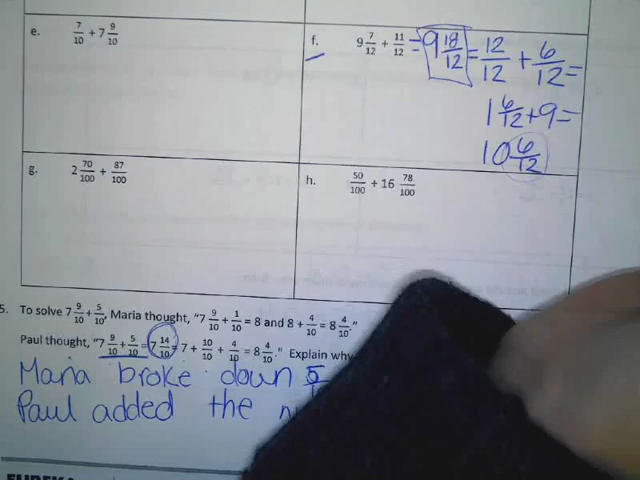 e. 7/10 + 7 9/10
f. 9 7/12 + 11/12 = 9 18/12 = 12/12 + 6/12 =
1 6/12 + 9 =
10 6/12
g. 2 70/100 + 87/100
h. 50/100 + 16 78/100
5. To solve 7 9/10 + 5/10, Maria thought, "7 9/10 + 1/10 = 8 and 8 + 4/10 = 8 4/10."
Paul thought, "7 9/10 + 5/10 = 7 14/10 = 7 + 10/10 + 4/10 = 8 4/10." Explain why
Maria broke down 5
Paul added the